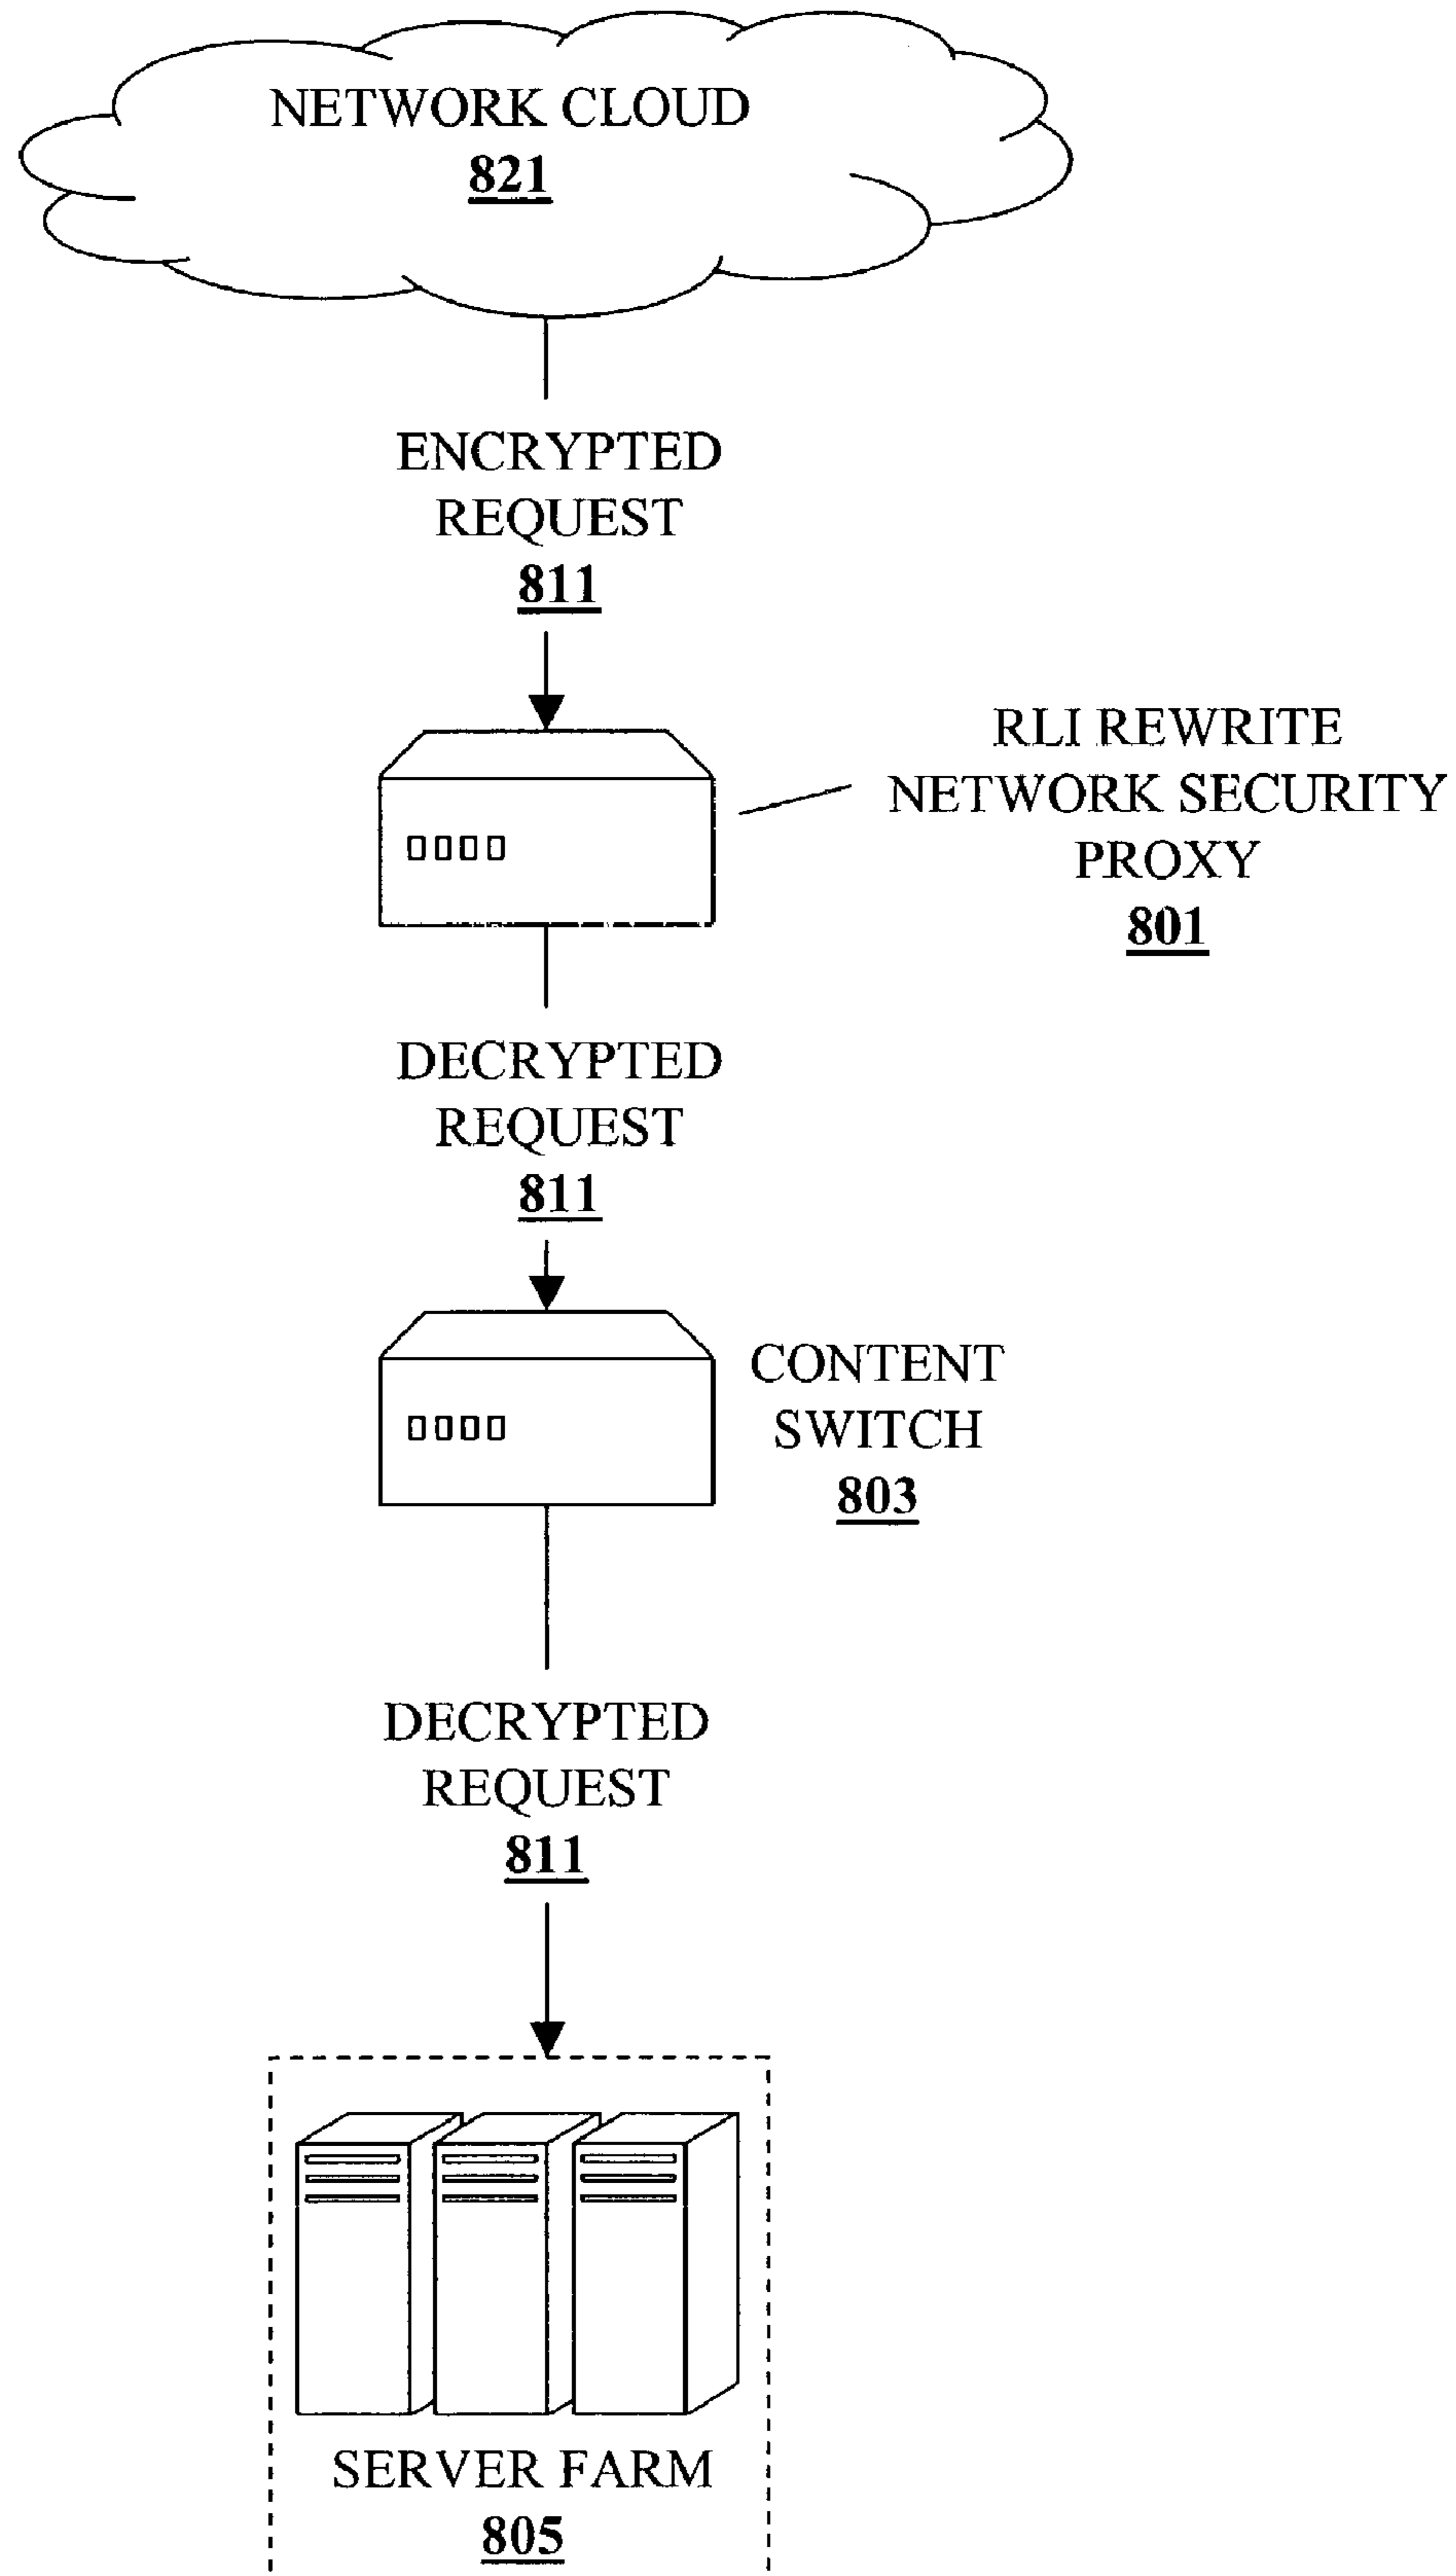 NETWORK CLOUD
821
ENCRYPTED
REQUEST
811
RLI REWRITE
NETWORK SECURITY
PROXY
801
DECRYPTED
REQUEST
811
CONTENT
SWITCH
803
DECRYPTED
REQUEST
811
SERVER FARM
805